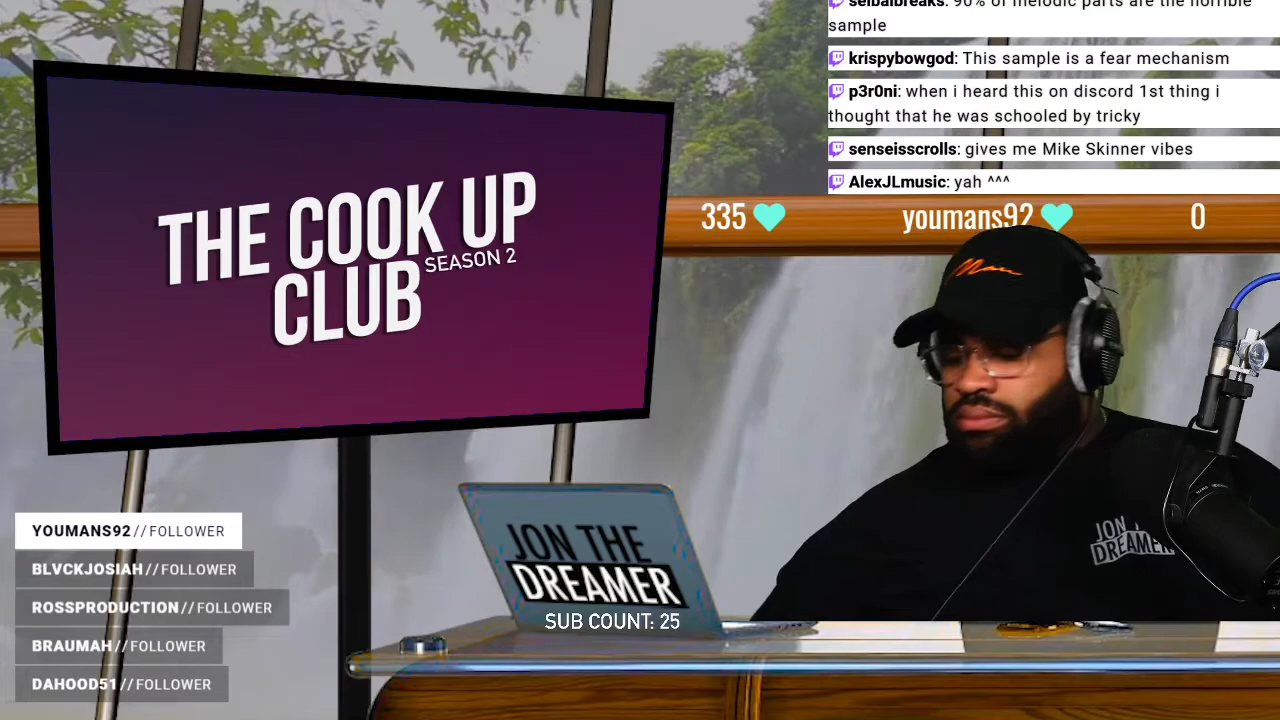 selbalbreaks: 90% of melodic parts are the horrible
sample
krispybowgod: This sample is a fear mechanism
p3r0ni: when i heard this on discord 1st thing i
thought that he was schooled by tricky
senseisscrolls: gives me Mike Skinner vibes
AlexJLmusic: yah ^^^
335
youmans92
0
THE COOK UP
CLUB SEASON 2
JON THE
DREAMER
JON THE
DREAMER
SUB COUNT: 25
YOUMANS92//FOLLOWER
BLVCKJOSIAH//FOLLOWER
ROSSPRODUCTION//FOLLOWER
BRAUMAH//FOLLOWER
DAHOOD51//FOLLOWER